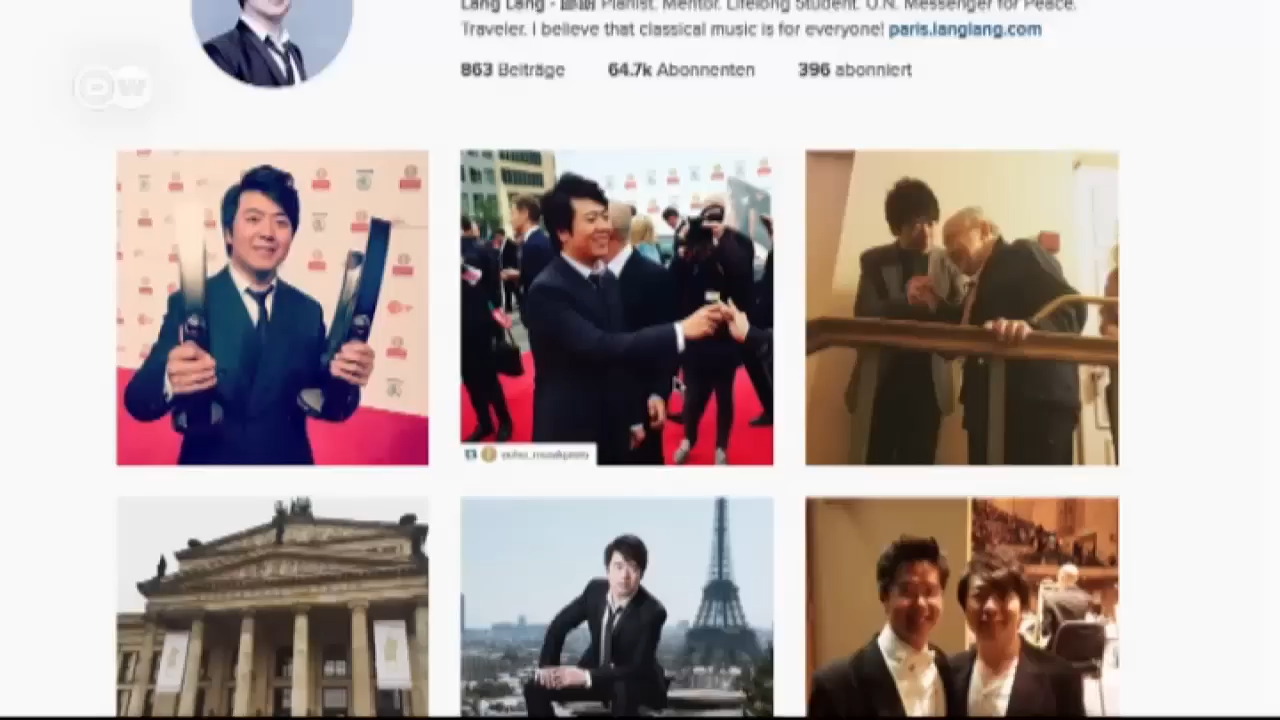 Lang Lang - 郎朗 Pianist. Mentor. Lifelong Student. U.N. Messenger for Peace.
Traveler. I believe that classical music is for everyone! paris.langlang.com
863 Beiträge 64.7k Abonnenten 396 abonniert
DW